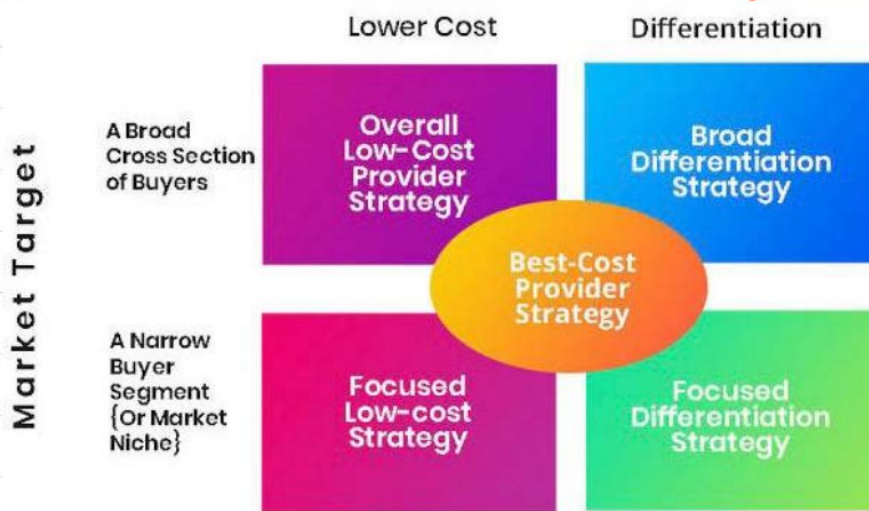 Lower Cost
Differentiation
Market Target
A Broad
Cross Section
of Buyers
Overall
Low-Cost
Provider
Strategy
Broad
Differentiation
Strategy
Best-Cost
Provider
Strategy
A Narrow
Buyer
Segment
{Or Market
Niche}
Focused
Low-cost
Strategy
Focused
Differentiation
Strategy